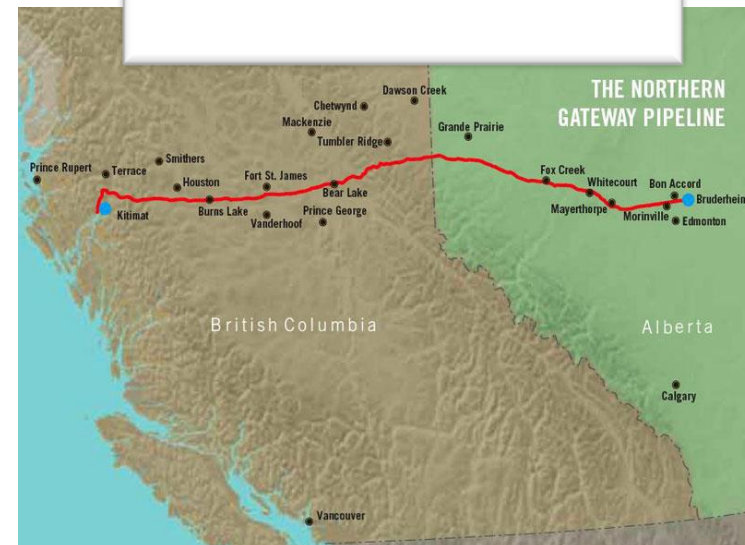 THE NORTHERN
GATEWAY PIPELINE
Dawson Creek
Chetwynd
Mackenzie
Tumbler Ridge
Grande Prairie
Smithers
Prince Rupert
Terrace
Houston
Fort St. James
Bear Lake
Fox Creek
Whitecourt
Bon Accord
Bruderheim
Kitimat
Burns Lake
Vanderhoof
Prince George
Mayerthorpe
Morinville
Edmonton
British Columbia
Alberta
Calgary
Vancouver